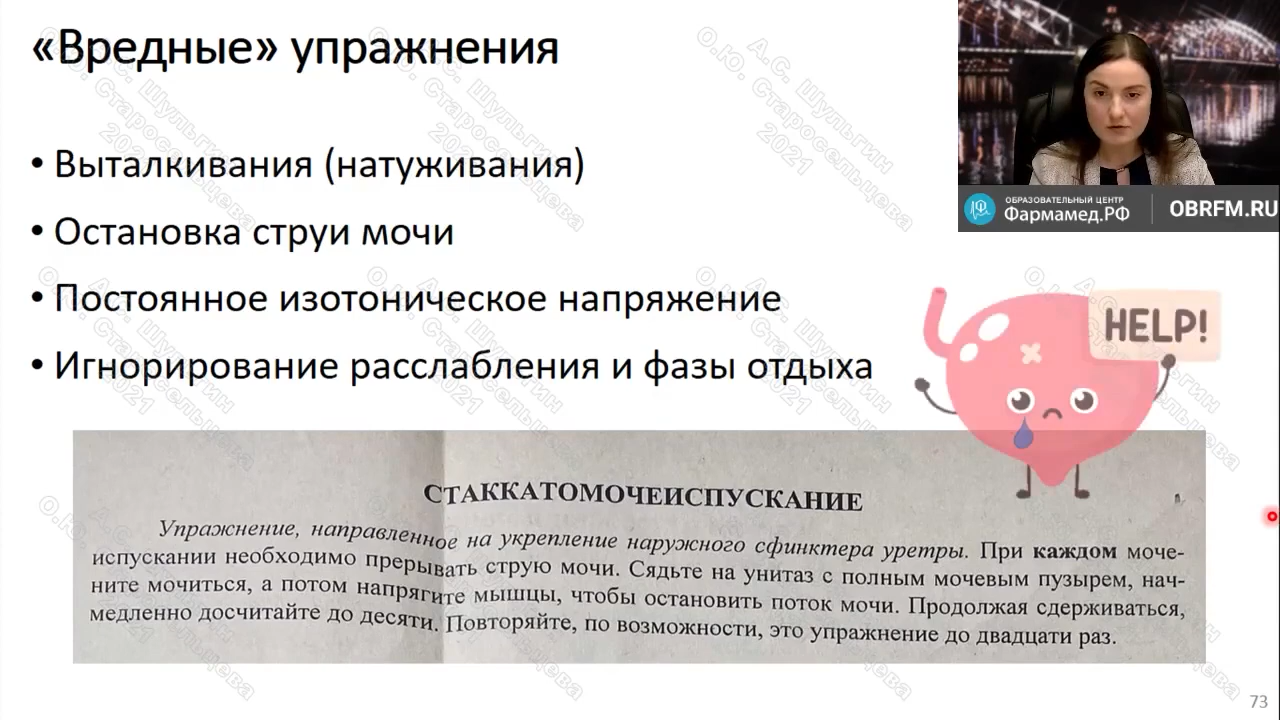 «Вредные» упражнения
• Выталкивания (натуживания)
• Остановка струи мочи
• Постоянное изотоническое напряжение
• Игнорирование расслабления и фазы отдыха
ОБРАЗОВАТЕЛЬНЫЙ ЦЕНТР
Фармамед.РФ
OBRFM.RU
HELP!
СТАККАТОМОЧЕИСПУСКАНИЕ
Упражнение, направленное на укрепление наружного сфинктера уретры. При каждом моче-
испускании необходимо прерывать струю мочи. Сядьте на унитаз с полным мочевым пузырем, нач-
ните мочиться, а потом напрягите мышцы, чтобы остановить поток мочи. Продолжая сдерживаться,
медленно досчитайте до десяти. Повторяйте, по возможности, это упражнение до двадцати раз.
А.С. Шульгин
О.Ю. Старосельцева
2021
73